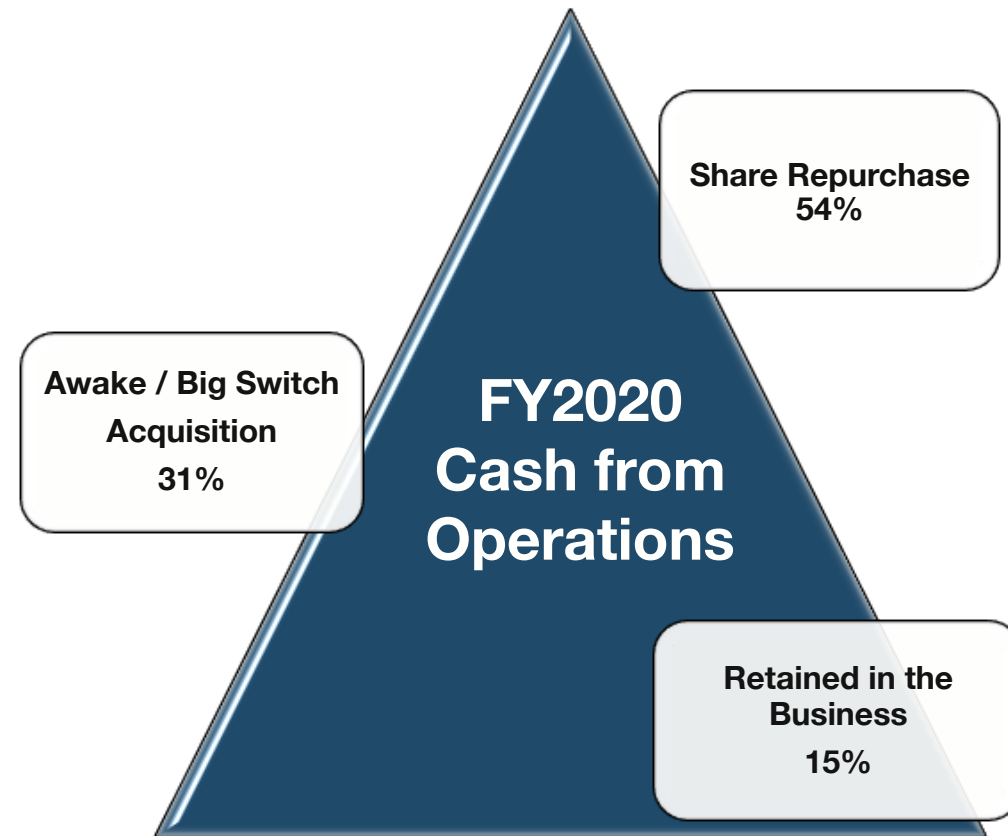 Share Repurchase
54%
Awake / Big Switch
Acquisition
31%
FY2020
Cash from
Operations
Retained in the
Business
15%